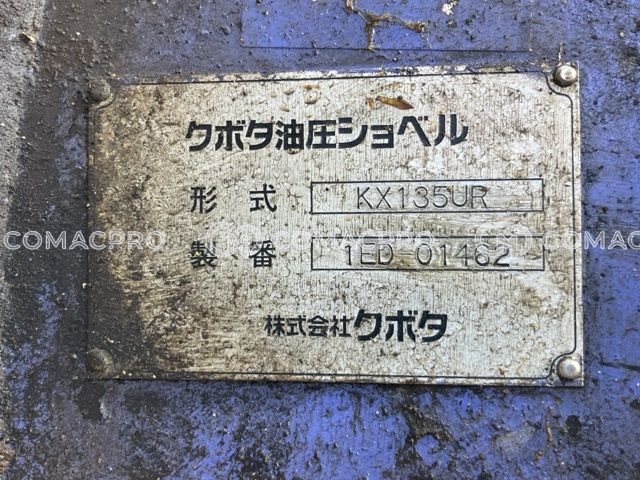 クボタ油圧ショベル
形式 KX135UR
製番 1ED 01462
株式会社クボタ
COMACPRO